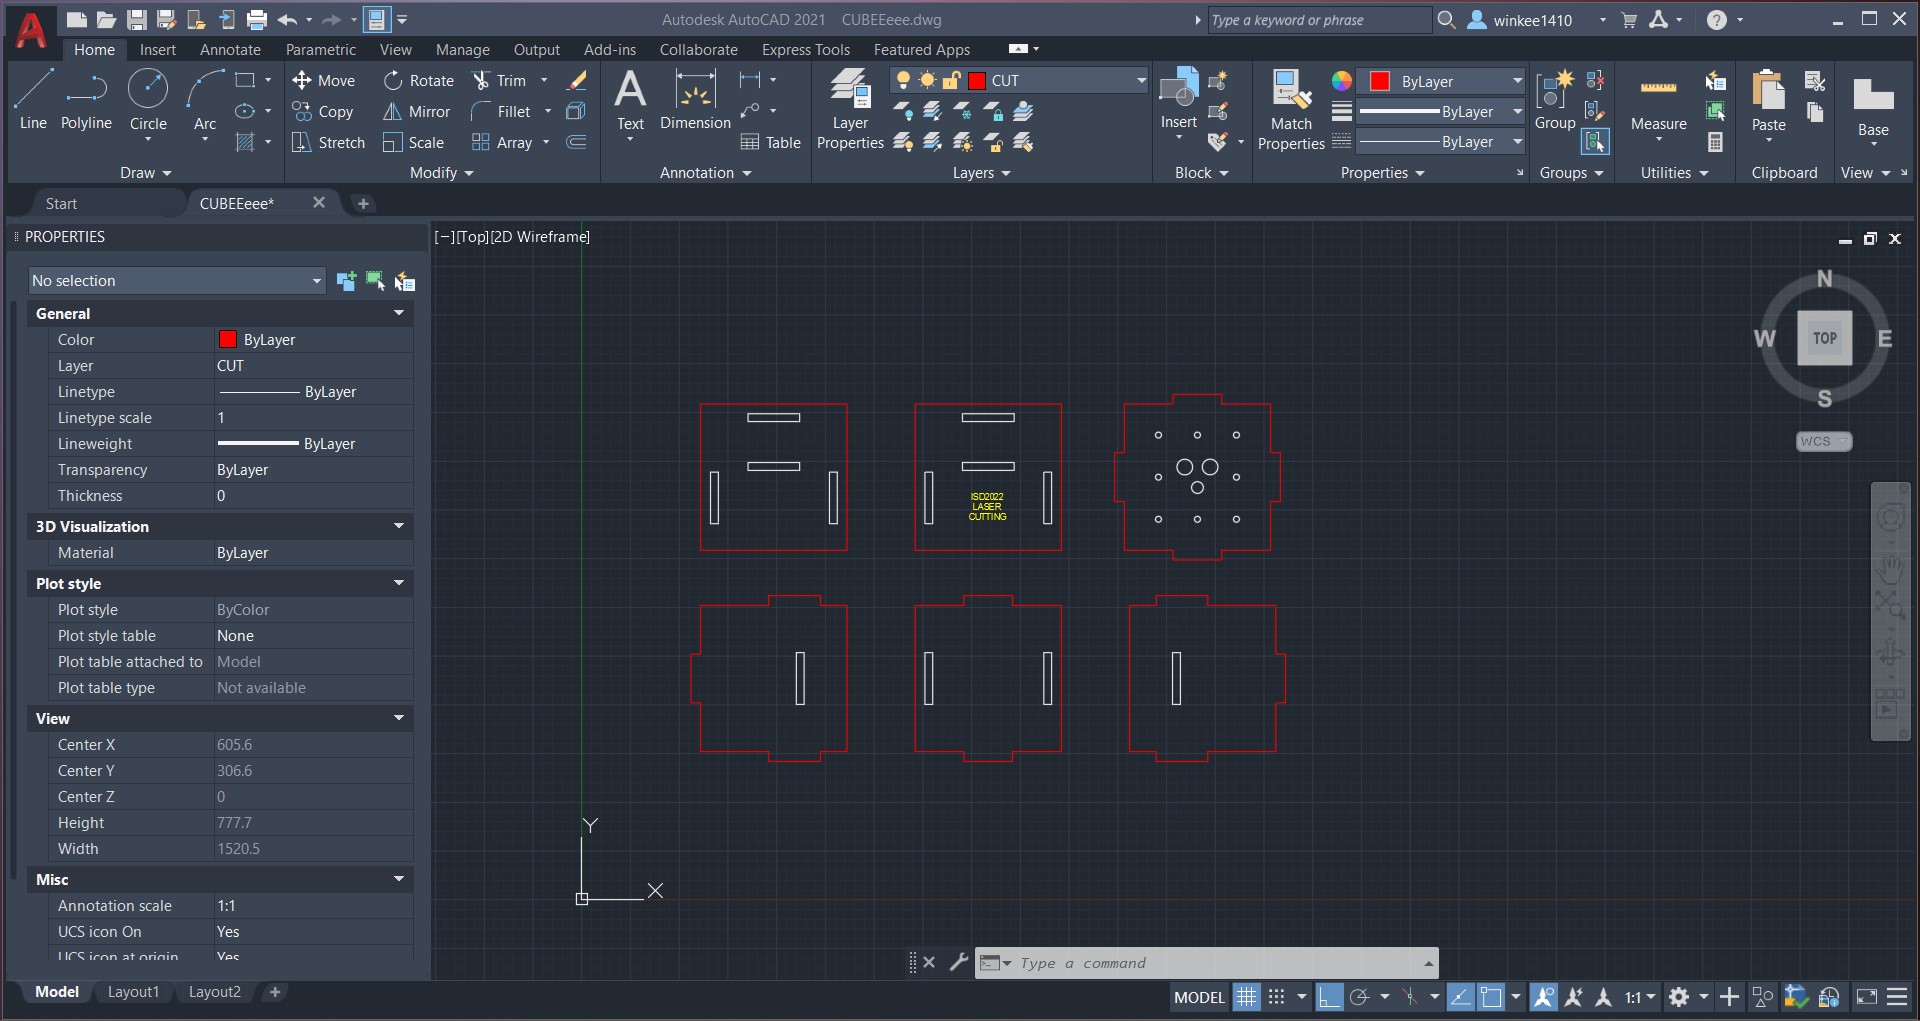 Autodesk AutoCAD 2021 CUBEEeee.dwg
Type a keyword or phrase
winkee1410
Home Insert Annotate Parametric View Manage Output Add-ins Collaborate Express Tools Featured Apps
Line Polyline Circle Arc
Draw
Move Rotate Trim
Copy Mirror Fillet
Stretch Scale Array
Modify
Text Dimension Table
Annotation
Layer Properties
CUT
Layers
Insert
Block
Match Properties
ByLayer
ByLayer
ByLayer
Properties
Group
Groups
Measure
Utilities
Paste
Clipboard
Base
View
Start CUBEEeee*
PROPERTIES
No selection
General
Color ByLayer
Layer CUT
Linetype ByLayer
Linetype scale 1
Lineweight ByLayer
Transparency ByLayer
Thickness 0
3D Visualization
Material ByLayer
Plot style
Plot style ByColor
Plot style table None
Plot table attached to Model
Plot table type Not available
View
Center X 605.6
Center Y 306.6
Center Z 0
Height 777.7
Width 1520.5
Misc
Annotation scale 1:1
UCS icon On Yes
UCS icon at origin Yes
[−][Top][2D Wireframe]
N
W TOP E
S
WCS
ISD2022
LASER
CUTTING
Y
X
Type a command
Model Layout1 Layout2
MODEL 1:1